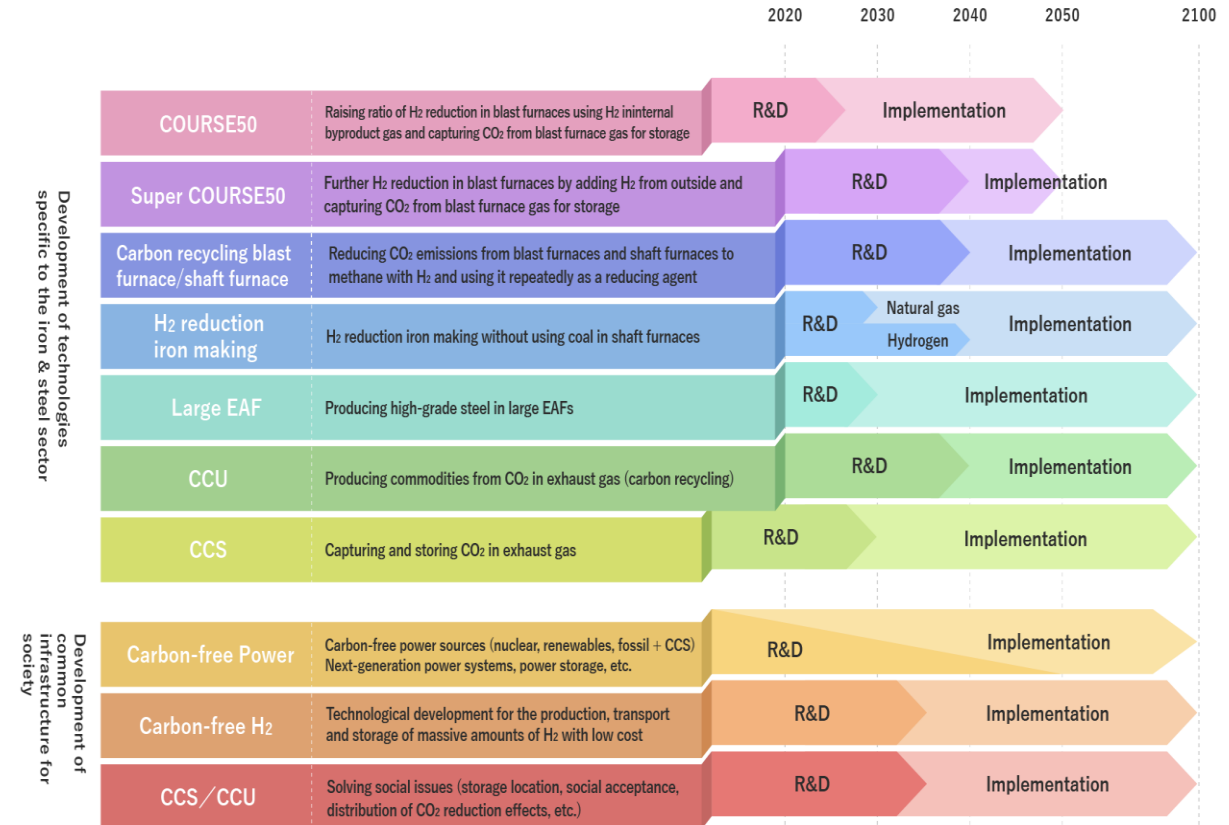 2020 2030 2040 2050 2100
Development of technologies
specific to the iron & steel sector
COURSE50
Raising ratio of H2 reduction in blast furnaces using H2 ininternal
byproduct gas and capturing CO2 from blast furnace gas for storage
R&D
Implementation
Super COURSE50
Further H2 reduction in blast furnaces by adding H2 from outside and
capturing CO2 from blast furnace gas for storage
R&D
Implementation
Carbon recycling blast
furnace/shaft furnace
Reducing CO2 emissions from blast furnaces and shaft furnaces to
methane with H2 and using it repeatedly as a reducing agent
R&D
Implementation
H2 reduction
iron making
H2 reduction iron making without using coal in shaft furnaces
R&D
Natural gas
Hydrogen
Implementation
Large EAF
Producing high-grade steel in large EAFs
R&D
Implementation
CCU
Producing commodities from CO2 in exhaust gas (carbon recycling)
R&D
Implementation
CCS
Capturing and storing CO2 in exhaust gas
R&D
Implementation
Development of
common
infrastructure for
society
Carbon-free Power
Carbon-free power sources (nuclear, renewables, fossil + CCS)
Next-generation power systems, power storage, etc.
R&D
Implementation
Carbon-free H2
Technological development for the production, transport
and storage of massive amounts of H2 with low cost
R&D
Implementation
CCS/CCU
Solving social issues (storage location, social acceptance,
distribution of CO2 reduction effects, etc.)
R&D
Implementation